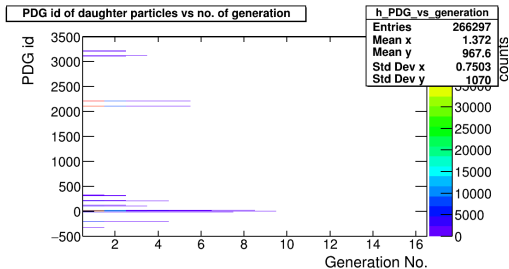 PDG id of daughter particles vs no. of generation
h_PDG_vs_generation
Entries 266297
Mean x 1.372
Mean y 967.6
Std Dev x 0.7503
Std Dev y 1070
PDG id
3500
3000
2500
2000
1500
1000
500
0
−500
2 4 6 8 10 12 14 16
Generation No.
counts
35000
30000
25000
20000
15000
10000
5000
0